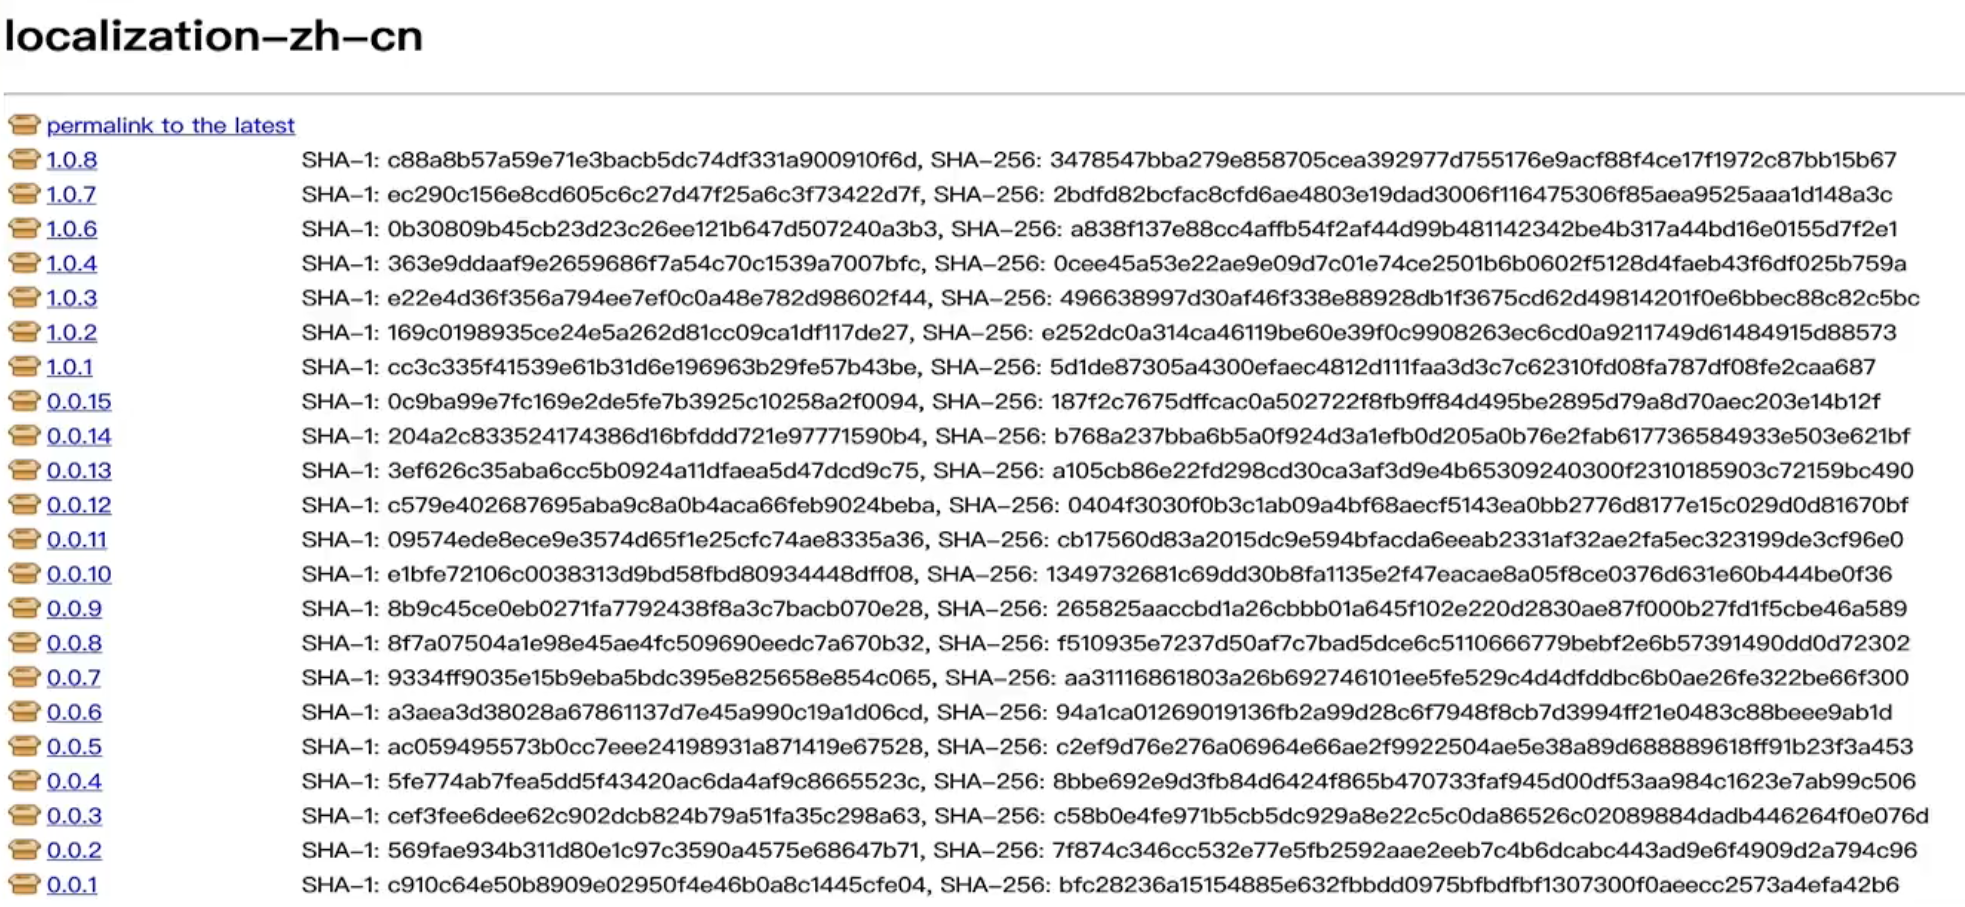 localization-zh-cn
permalink to the latest
1.0.8 SHA-1: c88a8b57a59e71e3bacb5dc74df331a900910f6d, SHA-256: 3478547bba279e858705cea392977d755176e9acf88f4ce17f1972c87bb15b67
1.0.7 SHA-1: ec290c156e8cd605c6c27d47f25a6c3f73422d7f, SHA-256: 2bdfd82bcfac8cfd6ae4803e19dad3006f116475306f85aea9525aaa1d148a3c
1.0.6 SHA-1: 0b30809b45cb23d23c26ee121b647d507240a3b3, SHA-256: a838f137e88cc4affb54f2af44d99b481142342be4b317a44bd16e0155d7f2e1
1.0.4 SHA-1: 363e9ddaaf9e2659686f7a54c70c1539a7007bfc, SHA-256: 0cee45a53e22ae9e09d7c01e74ce2501b6b0602f5128d4faeb43f6df025b759a
1.0.3 SHA-1: e22e4d36f356a794ee7ef0c0a48e782d98602f44, SHA-256: 496638997d30af46f338e88928db1f3675cd62d49814201f0e6bbec88c82c5bc
1.0.2 SHA-1: 169c0198935ce24e5a262d81cc09ca1df117de27, SHA-256: e252dc0a314ca46119be60e39f0c9908263ec6cd0a9211749d61484915d88573
1.0.1 SHA-1: cc3c335f41539e61b31d6e196963b29fe57b43be, SHA-256: 5d1de87305a4300efaec4812d111faa3d3c7c62310fd08fa787df08fe2caa687
0.0.15 SHA-1: 0c9ba99e7fc169e2de5fe7b3925c10258a2f0094, SHA-256: 187f2c7675dffcac0a502722f8fb9ff84d495be2895d79a8d70aec203e14b12f
0.0.14 SHA-1: 204a2c833524174386d16bfddd721e97771590b4, SHA-256: b768a237bba6b5a0f924d3a1efb0d205a0b76e2fab617736584933e503e621bf
0.0.13 SHA-1: 3ef626c35aba6cc5b0924a11dfaea5d47dcd9c75, SHA-256: a105cb86e22fd298cd30ca3af3d9e4b65309240300f2310185903c72159bc490
0.0.12 SHA-1: c579e402687695aba9c8a0b4aca66feb9024beba, SHA-256: 0404f3030f0b3c1ab09a4bf68aecf5143ea0bb2776d8177e15c029d0d81670bf
0.0.11 SHA-1: 09574ede8ece9e3574d65f1e25cfc74ae8335a36, SHA-256: cb17560d83a2015dc9e594bfacda6eeab2331af32ae2fa5ec323199de3cf96e0
0.0.10 SHA-1: e1bfe72106c0038313d9bd58fbd80934448dff08, SHA-256: 1349732681c69dd30b8fa1135e2f47eacae8a05f8ce0376d631e60b444be0f36
0.0.9 SHA-1: 8b9c45ce0eb0271fa7792438f8a3c7bacb070e28, SHA-256: 265825aaccbd1a26cbbb01a645f102e220d2830ae87f000b27fd1f5cbe46a589
0.0.8 SHA-1: 8f7a07504a1e98e45ae4fc509690eedc7a670b32, SHA-256: f510935e7237d50af7c7bad5dce6c5110666779bebf2e6b57391490dd0d72302
0.0.7 SHA-1: 9334ff9035e15b9eba5bdc395e825658e854c065, SHA-256: aa31116861803a26b692746101ee5fe529c4d4dfddbc6b0ae26fe322be66f300
0.0.6 SHA-1: a3aea3d38028a67861137d7e45a990c19a1d06cd, SHA-256: 94a1ca01269019136fb2a99d28c6f7948f8cb7d3994ff21e0483c88beee9ab1d
0.0.5 SHA-1: ac059495573b0cc7eee24198931a871419e67528, SHA-256: c2ef9d76e276a06964e66ae2f9922504ae5e38a89d688889618ff91b23f3a453
0.0.4 SHA-1: 5fe774ab7fea5dd5f43420ac6da4af9c8665523c, SHA-256: 8bbe692e9d3fb84d6424f865b470733faf945d00df53aa984c1623e7ab99c506
0.0.3 SHA-1: cef3fee6dee62c902dcb824b79a51fa35c298a63, SHA-256: c58b0e4fe971b5cb5dc929a8e22c5c0da86526c02089884dadb446264f0e076d
0.0.2 SHA-1: 569fae934b311d80e1c97c3590a4575e68647b71, SHA-256: 7f874c346cc532e77e5fb2592aae2eeb7c4b6dcabc443ad9e6f4909d2a794c96
0.0.1 SHA-1: c910c64e50b8909e02950f4e46b0a8c1445cfe04, SHA-256: bfc28236a15154885e632fbbdd0975bfbdfbf1307300f0aeecc2573a4efa42b6